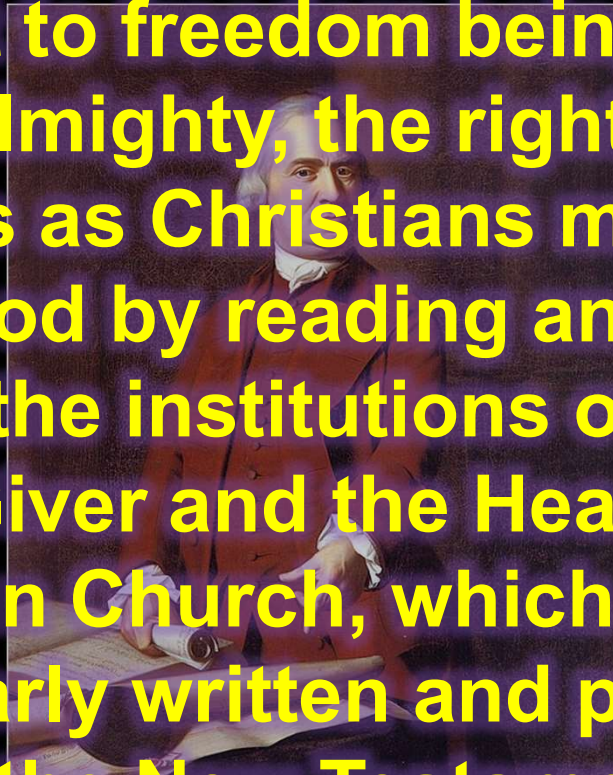 to freedom bein
lmighty, the right
s as Christians m
od by reading an
the institutions o
iver and the Hea
n Church, which
arly written and p